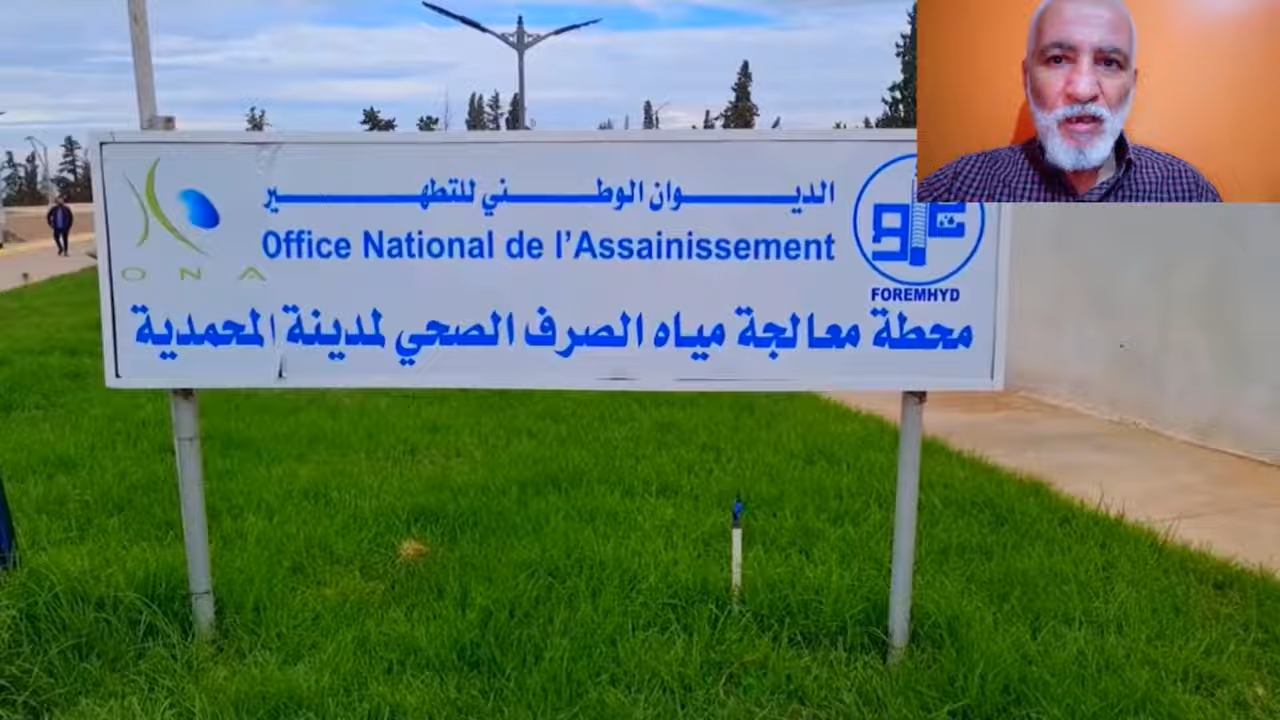 الديوان الوطني للتطهير
Office National de l'Assainissement
ONA
FOREMHYD
محطة معالجة مياه الصرف الصحي لمدينة المحمدية